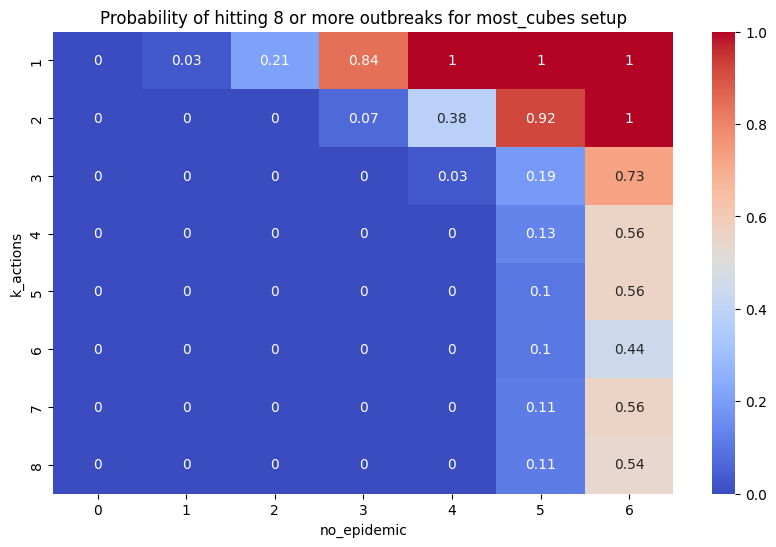 Probability of hitting 8 or more outbreaks for most_cubes setup
k_actions
1 0 0.03 0.21 0.84 1 1 1
2 0 0 0 0.07 0.38 0.92 1
3 0 0 0 0 0.03 0.19 0.73
4 0 0 0 0 0 0.13 0.56
5 0 0 0 0 0 0.1 0.56
6 0 0 0 0 0 0.1 0.44
7 0 0 0 0 0 0.11 0.56
8 0 0 0 0 0 0.11 0.54
0 1 2 3 4 5 6
no_epidemic
1.0
0.8
0.6
0.4
0.2
0.0